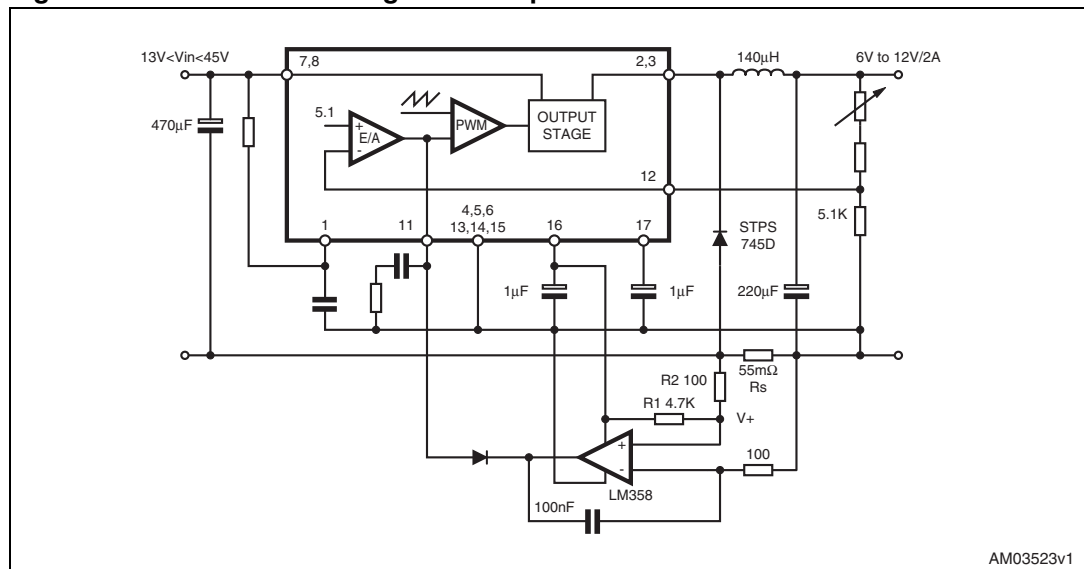 13V<Vin<45V
7,8
2,3
140μH
6V to 12V/2A
470μF
5.1
+
E/A
-
PWM
OUTPUT
STAGE
12
5.1K
1
11
4,5,6
13,14,15
16
17
STPS
745D
1μF
1μF
220μF
55mΩ
Rs
R2 100
R1 4.7K
V+
+
-
LM358
100
100nF
AM03523v1